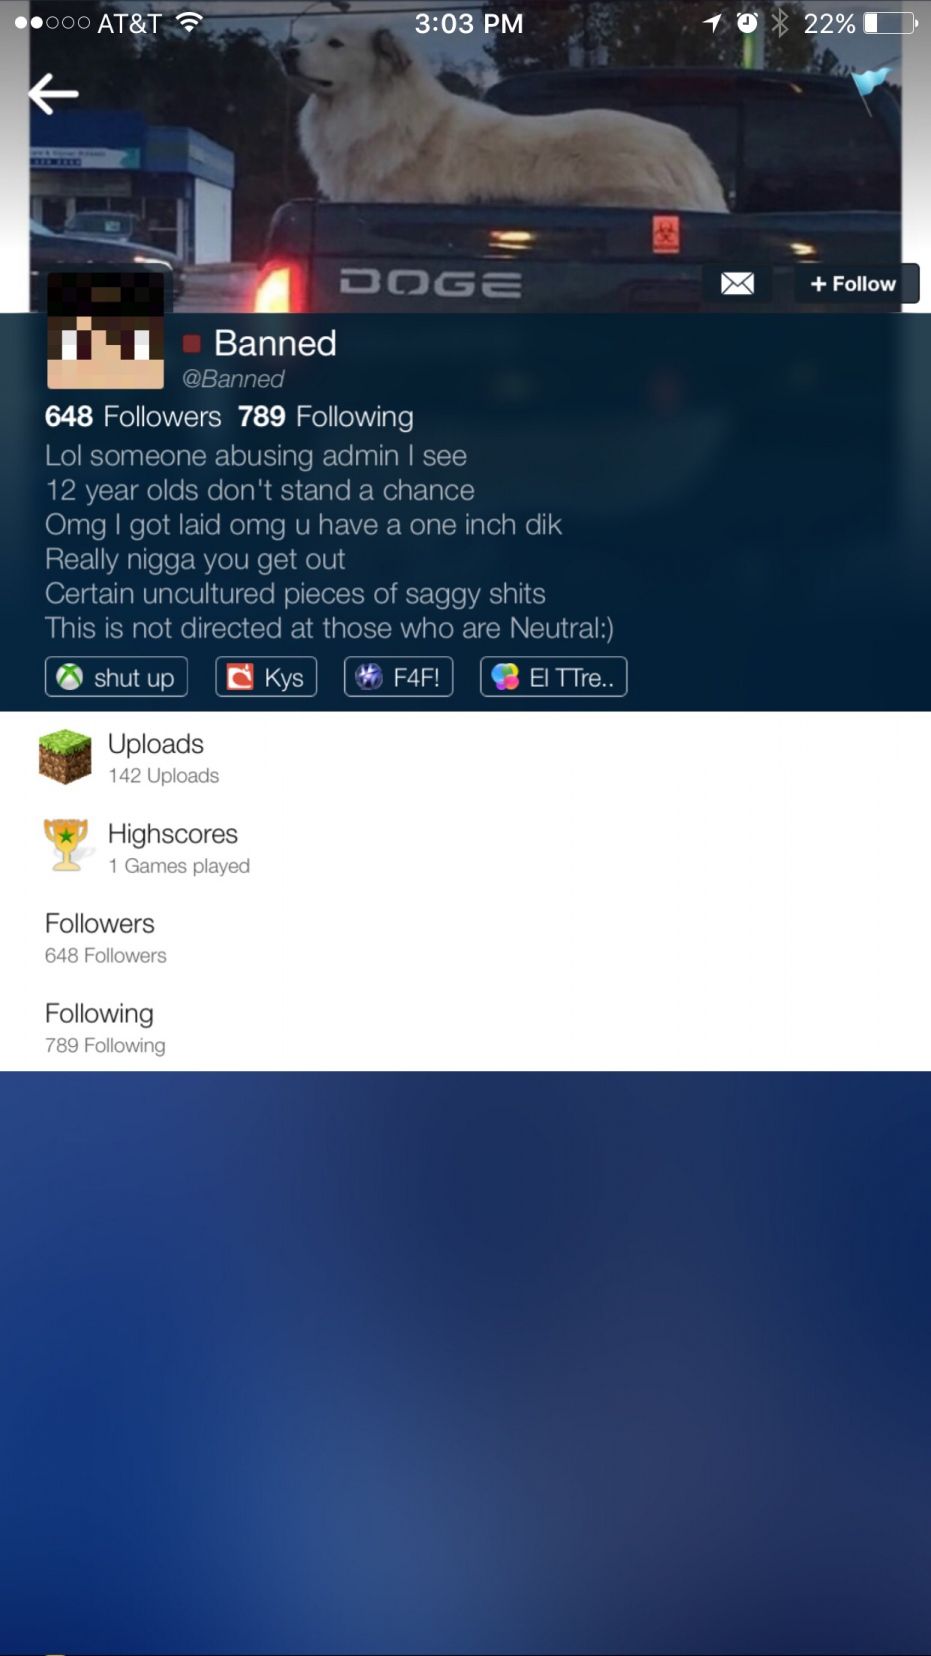 AT&T 3:03 PM 22%
DOGE
+ Follow
Banned
@Banned
648 Followers 789 Following
Lol someone abusing admin I see
12 year olds don't stand a chance
Omg I got laid omg u have a one inch dik
Really nigga you get out
Certain uncultured pieces of saggy shits
This is not directed at those who are Neutral:)
shut up Kys F4F! El TTre..
Uploads
142 Uploads
Highscores
1 Games played
Followers
648 Followers
Following
789 Following